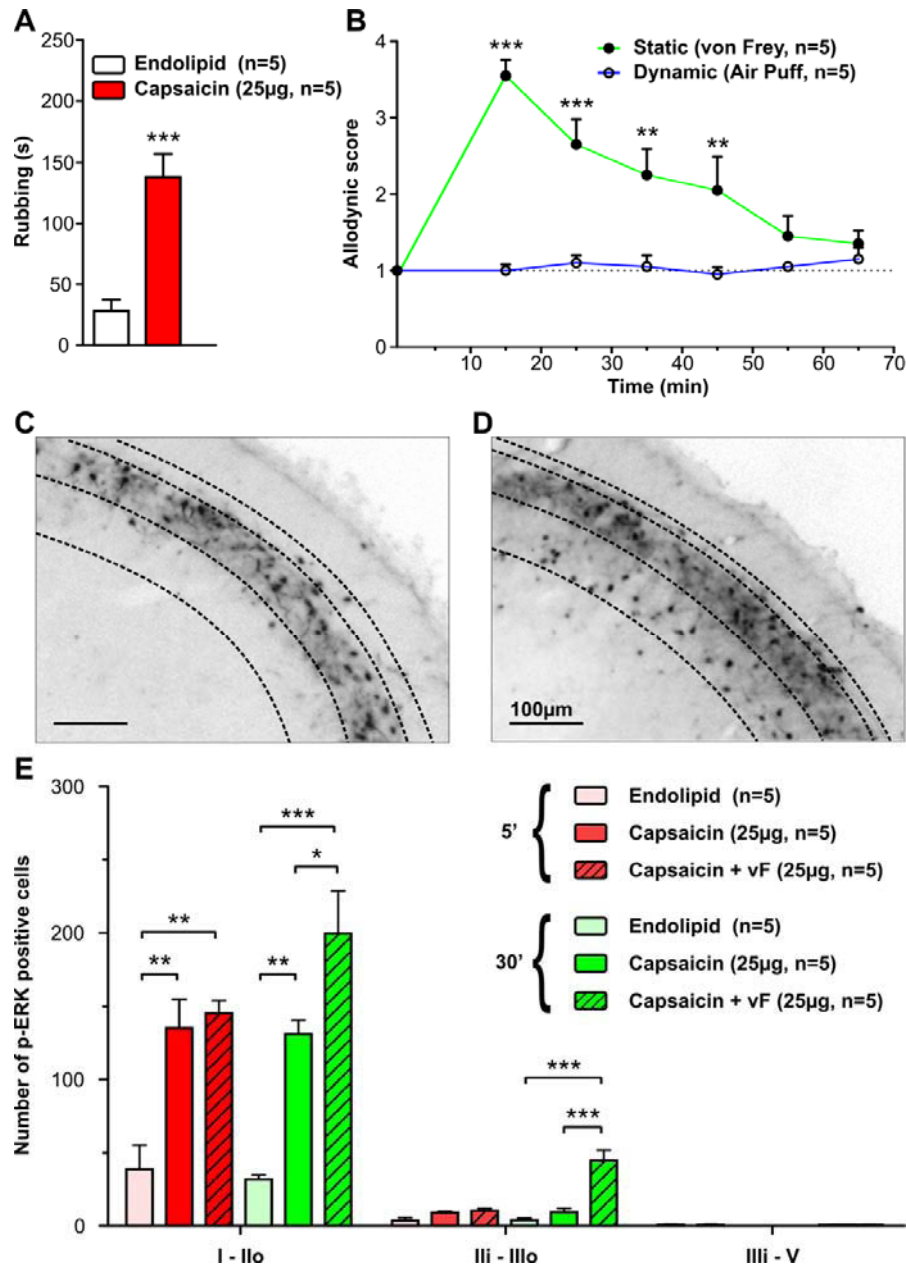 A
Endolipid (n=5)
Capsaicin (25µg, n=5)
Rubbing (s)
250
200
150
100
50
0
***
B
Static (von Frey, n=5)
Dynamic (Air Puff, n=5)
Allodynic score
4
3
2
1
0
*** *** ** **
0 10 20 30 40 50 60 70
Time (min)
C
D
100µm
E
Number of p-ERK positive cells
300
200
100
0
** ** ** *** *
*** ***
5'
Endolipid (n=5)
Capsaicin (25µg, n=5)
Capsaicin + vF (25µg, n=5)
30'
Endolipid (n=5)
Capsaicin (25µg, n=5)
Capsaicin + vF (25µg, n=5)
I - IIo
IIi - IIIo
IIIi - V